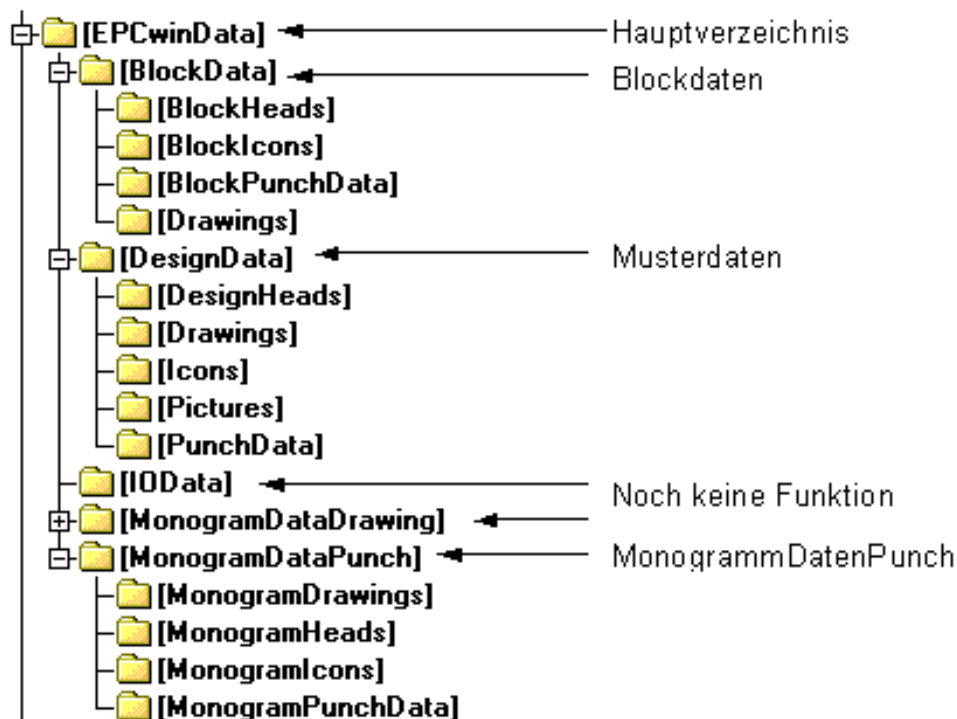 [EPCwinData] Hauptverzeichnis
[BlockData] Blockdaten
[BlockHeads]
[BlockIcons]
[BlockPunchData]
[Drawings]
[DesignData] Musterdaten
[DesignHeads]
[Drawings]
[Icons]
[Pictures]
[PunchData]
[IOData] Noch keine Funktion
[MonogramDataDrawing]
[MonogramDataPunch] MonogrammDatenPunch
[MonogramDrawings]
[MonogramHeads]
[MonogramIcons]
[MonogramPunchData]